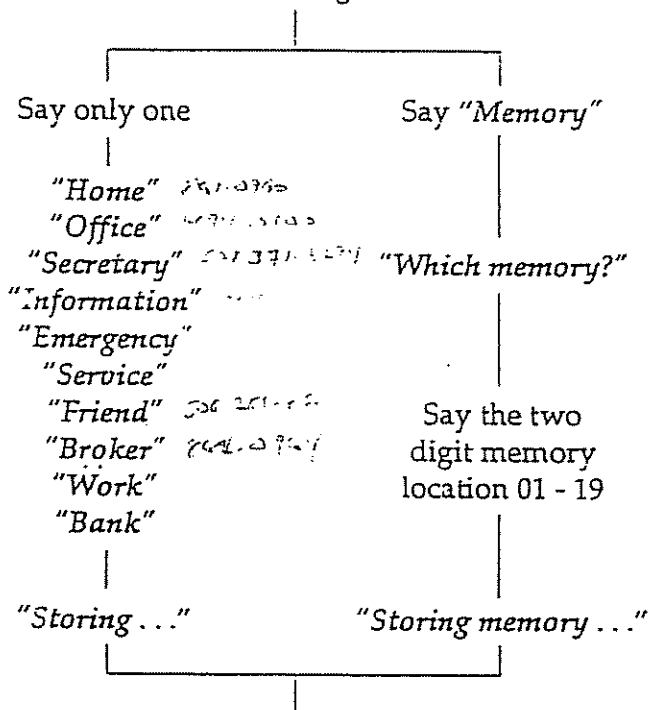 Say only one
"Home"
"Office"
"Secretary"
"Information"
"Emergency"
"Service"
"Friend"
"Broker"
"Work"
"Bank"
"Storing . . ."
Say "Memory"
"Which memory?"
Say the two
digit memory
location 01 - 19
"Storing memory . . ."